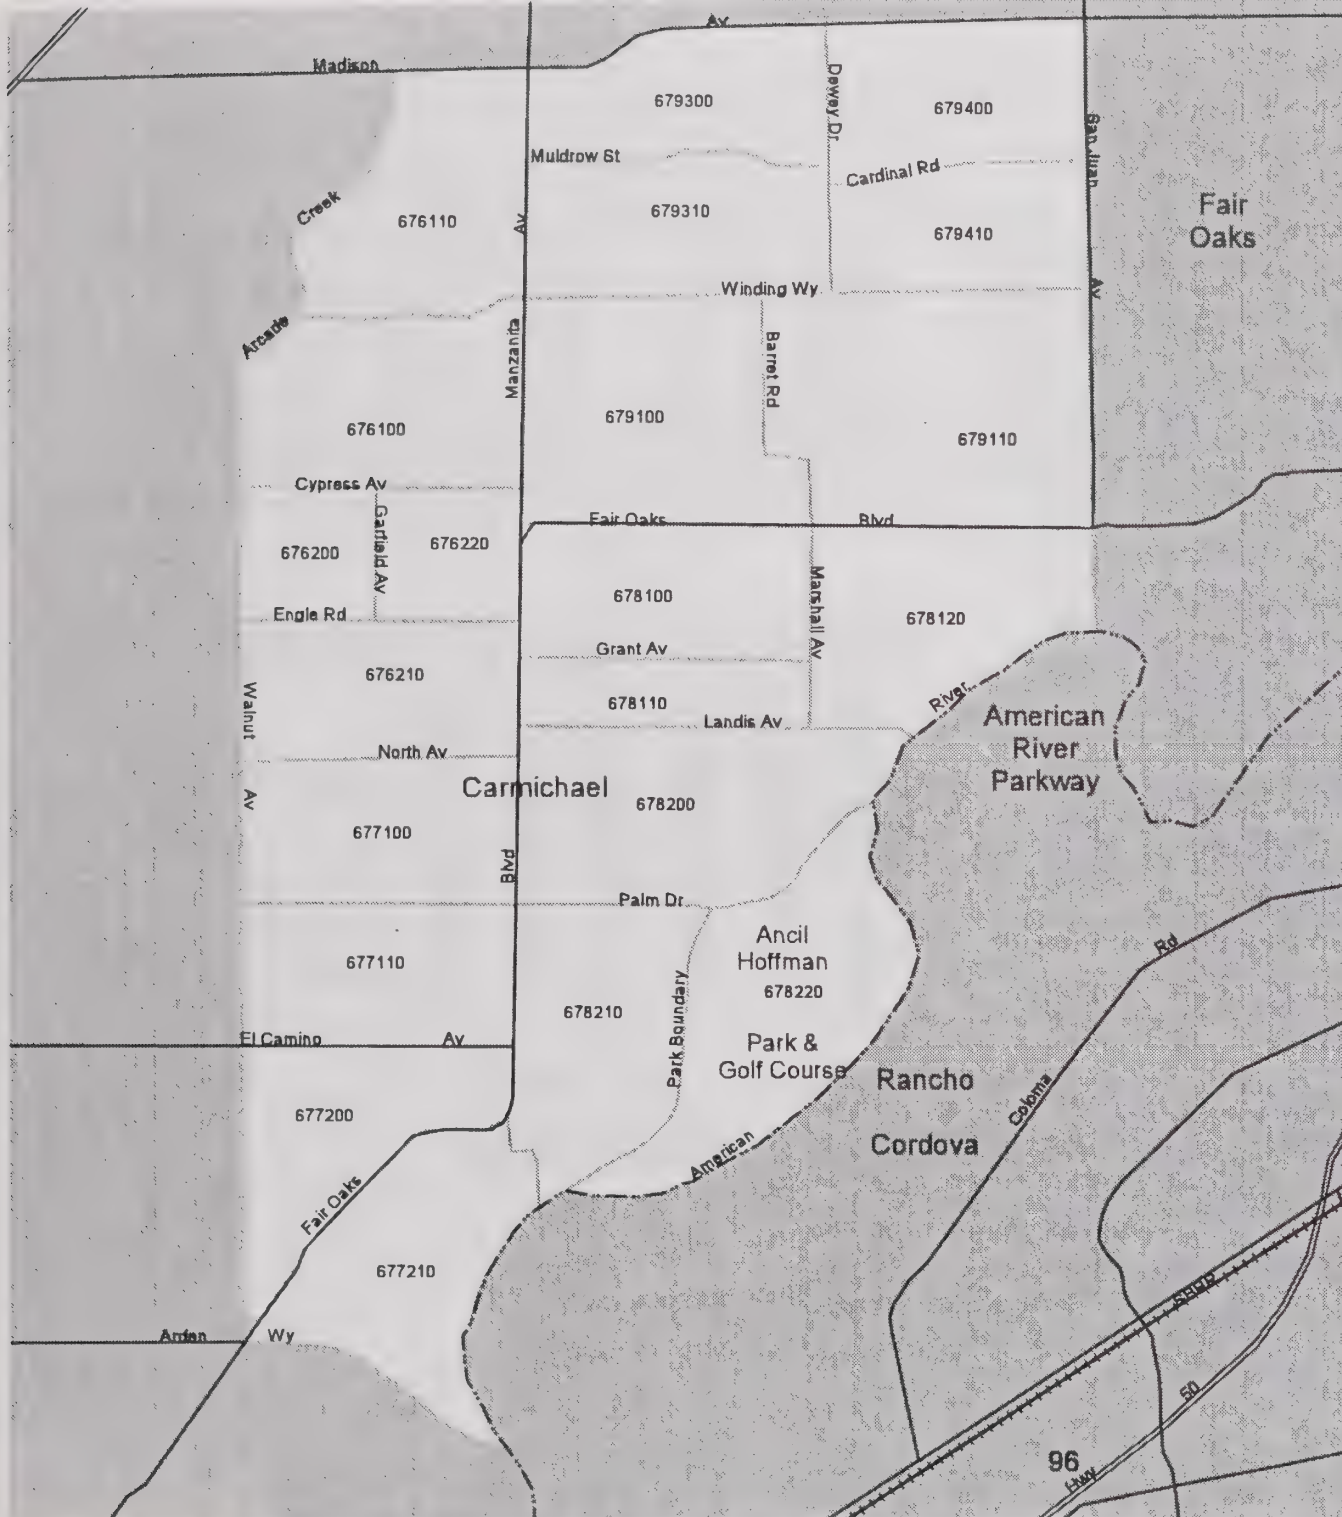 Av
Madison
Dewey Dr
679300
679400
San Juan
Muldrow St
Cardinal Rd
Creek
676110
Av
679310
679410
Fair
Oaks
Winding Wy
Av
Arcade
Manzanita
Barret Rd
676100
679100
679110
Cypress Av
Garfield Av
Fair Oaks
Blvd
676200
676220
678100
Marshall Av
678120
Engle Rd
Grant Av
676210
Walnut
678110
Landis Av
River
American
River
Parkway
North Av
Carmichael
Av
678200
677100
Blvd
Palm Dr
Ancil
Hoffman
Rd
677110
678220
678210
Park Boundary
El Camino
Av
Park &
Golf Course
Rancho
677200
Coloma
Cordova
American
Fair Oaks
677210
SPRR
Arden
Wy
50
96
Hwy